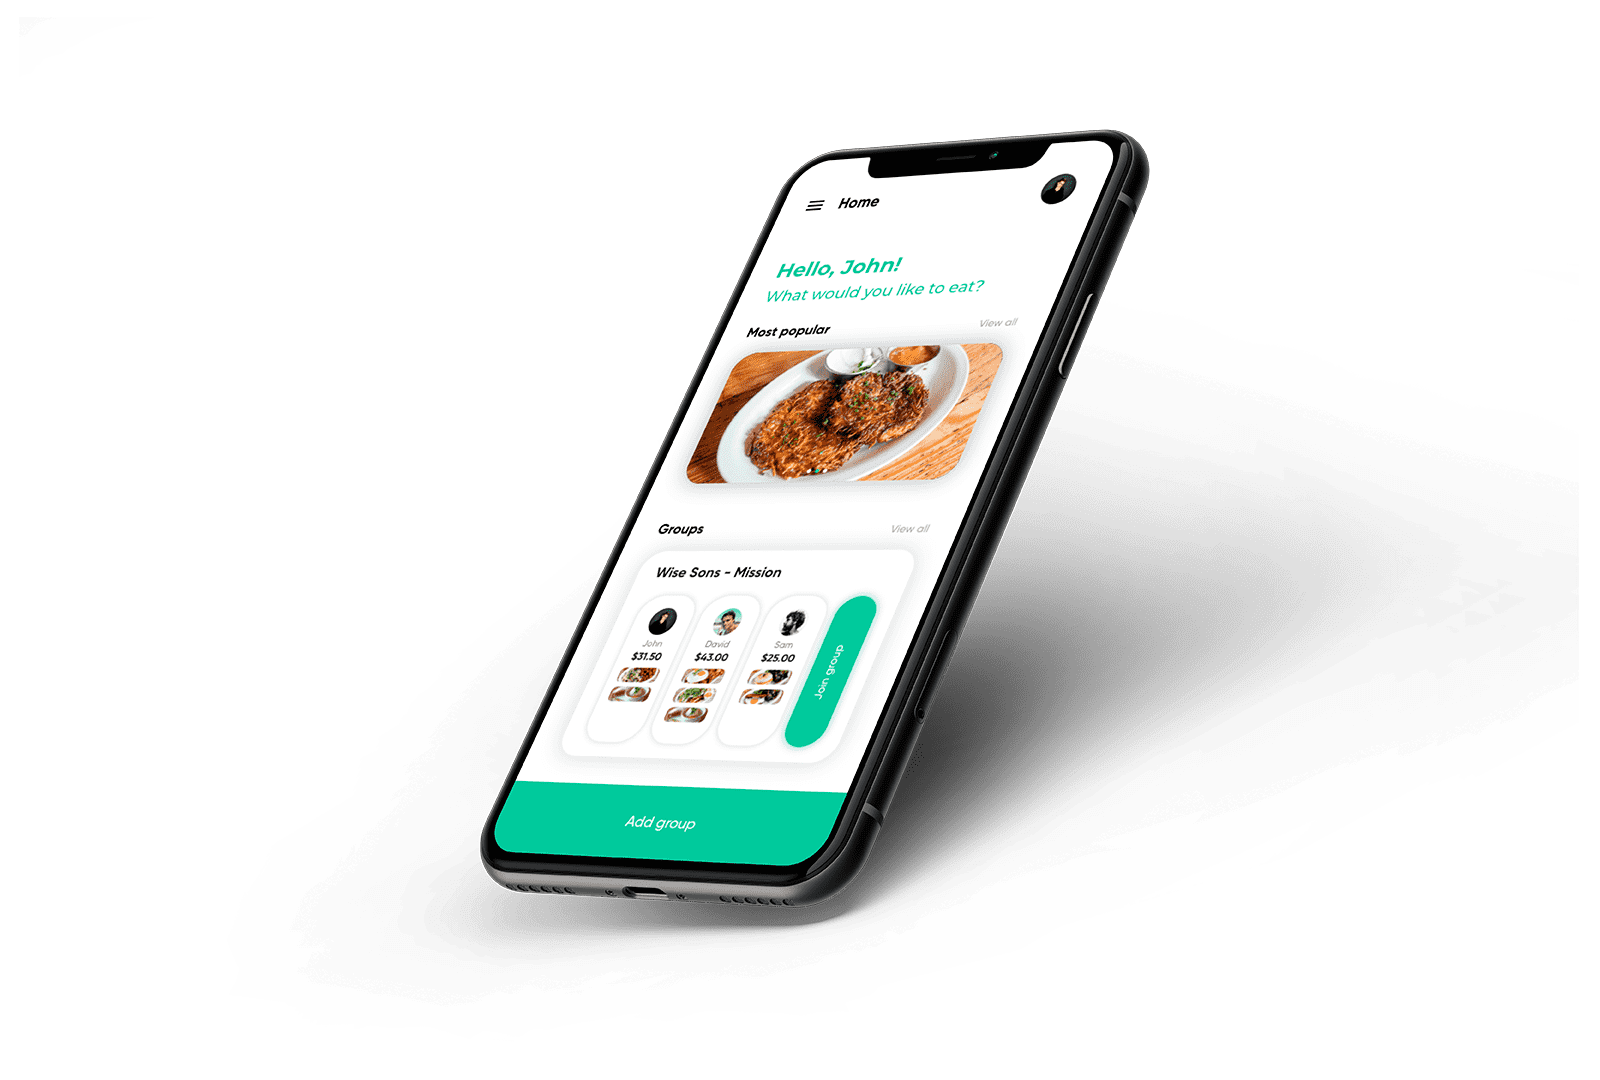 Home
Hello, John!
What would you like to eat?
Most popular
View all
Groups
View all
Wise Sons - Mission
John
$31.50
David
$43.00
Sam
$25.00
Join group
Add group